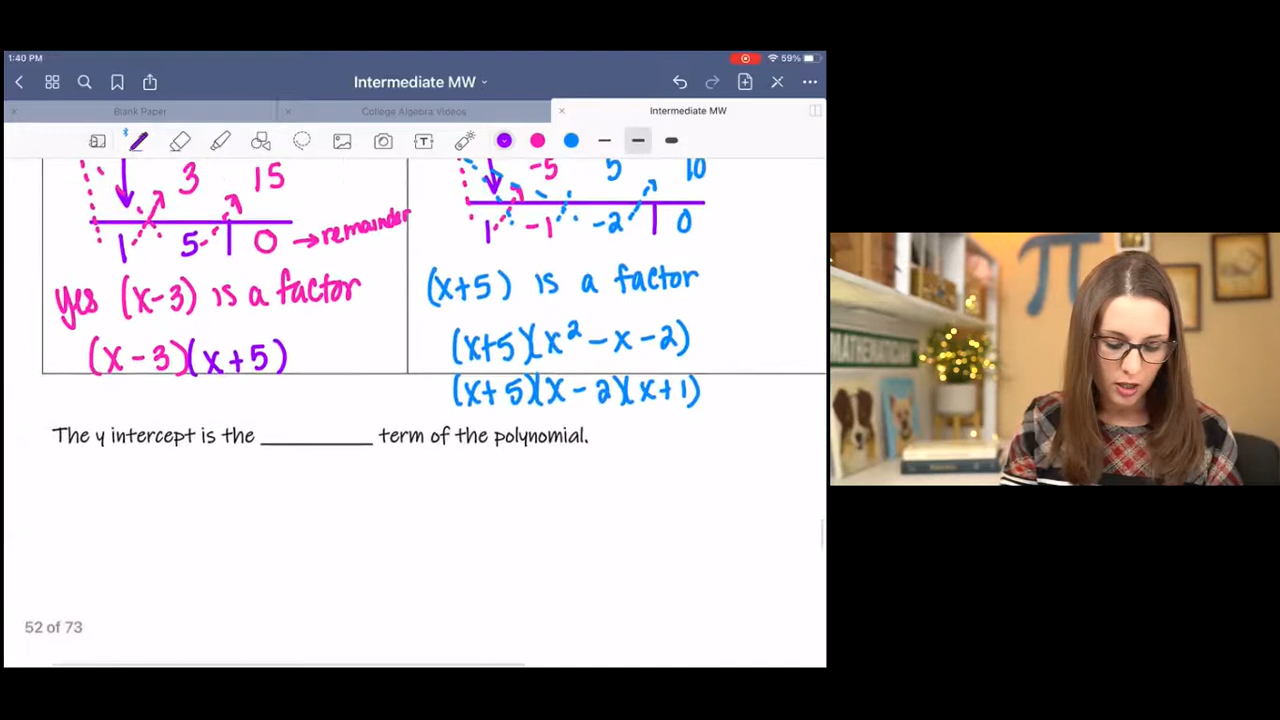 1:40 PM
59%
Intermediate MW
Blank Paper
College Algebra Videos
Intermediate MW
3 15
1 5 0 → remainder
yes (x-3) is a factor
(x-3)(x+5)
-5 5 10
1 -1 -2 0
(x+5) is a factor
(x+5)(x² - x - 2)
(x+5)(x-2)(x+1)
The y intercept is the __________ term of the polynomial.
52 of 73
MATHEMATICIAN